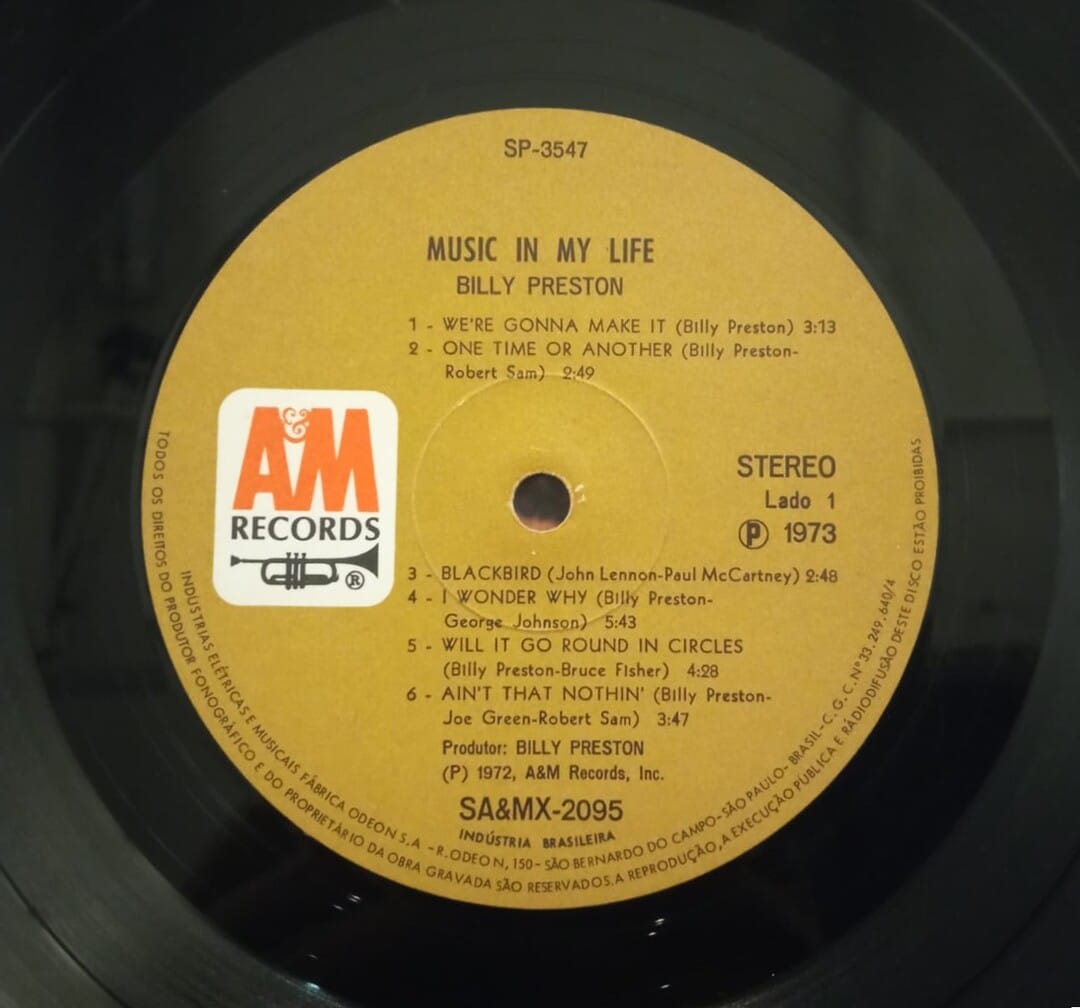 SP-3547
MUSIC IN MY LIFE
BILLY PRESTON
1 - WE'RE GONNA MAKE IT (Billy Preston) 3:13
2 - ONE TIME OR ANOTHER (Billy Preston-
Robert Sam) 2:49
A&M
RECORDS
®
STEREO
Lado 1
Ⓟ 1973
3 - BLACKBIRD (John Lennon-Paul McCartney) 2:48
4 - I WONDER WHY (Billy Preston-
George Johnson) 5:43
5 - WILL IT GO ROUND IN CIRCLES
(Billy Preston-Bruce Fisher) 4:28
6 - AIN'T THAT NOTHIN' (Billy Preston-
Joe Green-Robert Sam) 3:47
Produtor: BILLY PRESTON
(P) 1972, A&M Records, Inc.
SA&MX-2095
INDÚSTRIA BRASILEIRA
INDÚSTRIAS ELÉTRICAS E MUSICAIS FÁBRICA ODEON S.A -R.ODEON, 150- SÃO BERNARDO DO CAMPO-SÃO PAULO- BRASIL-C.G.C.Nº33.249.640/4
TODOS OS DIREITOS DO PRODUTOR FONOGRÁFICO E DO PROPRIETÁRIO DA OBRA GRAVADA SÃO RESERVADOS.A REPRODUÇÃO,A EXECUÇÃO PÚBLICA E RÁDIODIFUSÃO DESTE DISCO ESTÃO PROIBIDAS